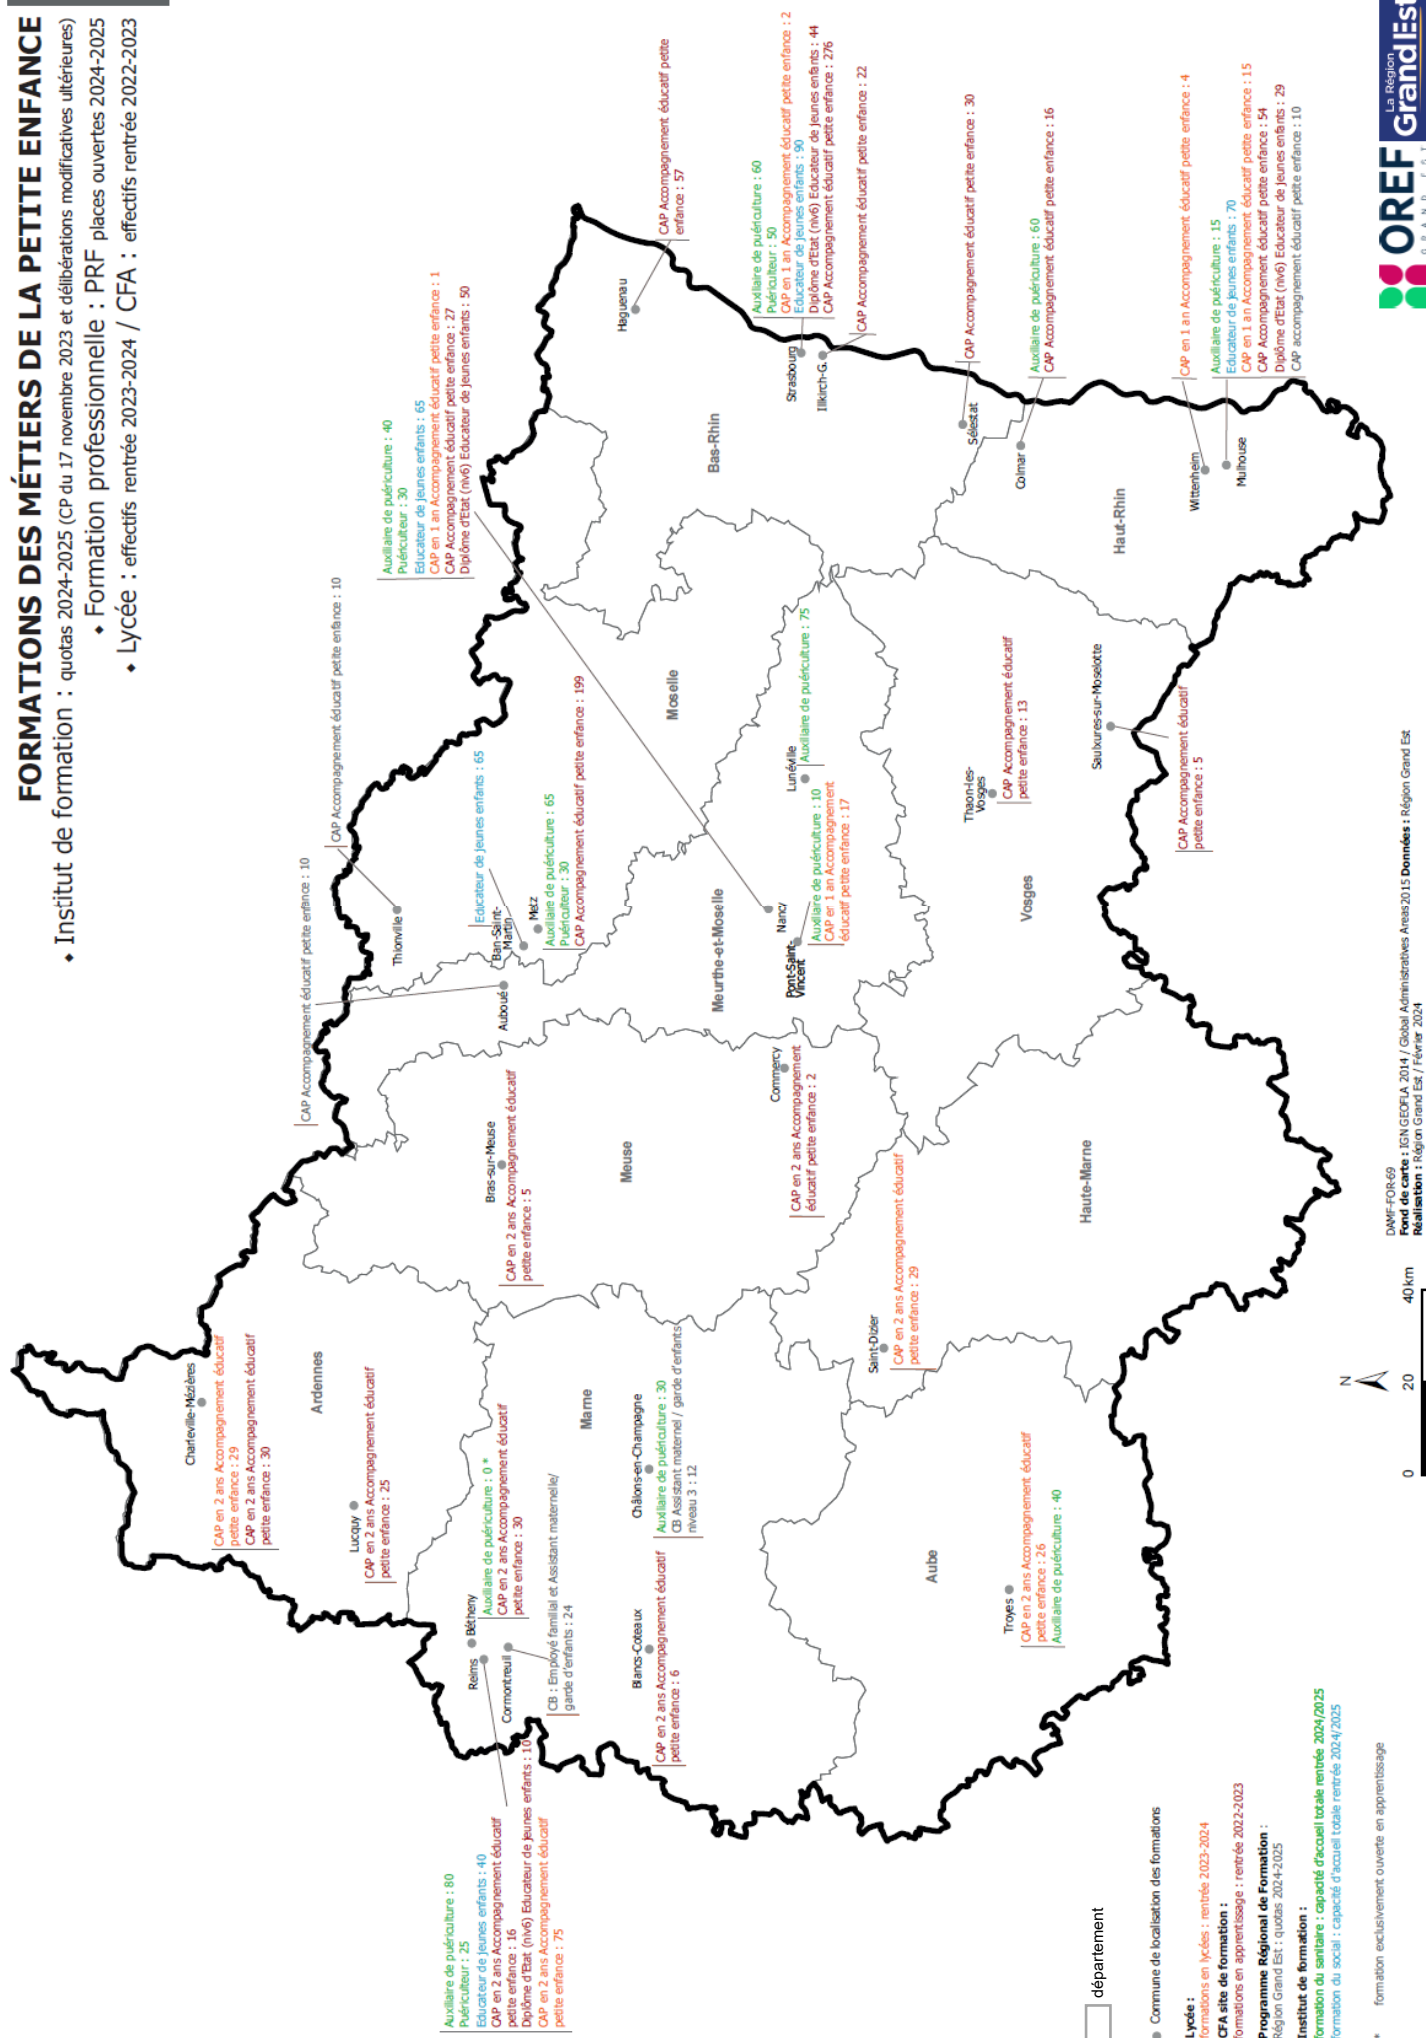 FORMATIONS DES MÉTIERS DE LA PETITE ENFANCE
◆ Institut de formation : quotas 2024-2025 (CP du 17 novembre 2023 et délibérations modificatives ultérieures)
◆ Formation professionnelle : PRF places ouvertes 2024-2025
◆ Lycée : effectifs rentrée 2023-2024 / CFA : effectifs rentrée 2022-2023
Charleville-Mézières
CAP en 2 ans Accompagnement éducatif
petite enfance : 29
CAP en 2 ans Accompagnement éducatif
petite enfance : 30
Ardennes
Lucquy
CAP en 2 ans Accompagnement éducatif
petite enfance : 25
Auxiliaire de puériculture : 80
Puériculteur : 25
Educateur de jeunes enfants : 40
CAP en 2 ans Accompagnement éducatif
petite enfance : 16
Diplôme d'Etat (niv6) Educateur de jeunes enfants : 10
CAP en 2 ans Accompagnement éducatif
petite enfance : 75
Reims
Bétheny
Auxiliaire de puériculture : 0 *
CAP en 2 ans Accompagnement éducatif
petite enfance : 30
Cormontreuil
CB : Employé familial et Assistant maternelle/
garde d'enfants : 24
Marne
Châlons-en-Champagne
Auxiliaire de puériculture : 30
CB Assistant maternel / garde d'enfants
niveau 3 : 12
Blancs-Coteaux
CAP en 2 ans Accompagnement éducatif
petite enfance : 6
Aube
Troyes
CAP en 2 ans Accompagnement éducatif
petite enfance : 26
Auxiliaire de puériculture : 40
Saint-Dizier
CAP en 2 ans Accompagnement éducatif
petite enfance : 29
Haute-Marne
Bras-sur-Meuse
CAP en 2 ans Accompagnement éducatif
petite enfance : 5
Meuse
Commercy
CAP en 2 ans Accompagnement
éducatif petite enfance : 2
CAP Accompagnement éducatif petite enfance : 10
Auboué
CAP Accompagnement éducatif petite enfance : 10
Thionville
Educateur de jeunes enfants : 65
Ban-Saint-
Martin
Metz
Auxiliaire de puériculture : 65
Puériculteur : 30
CAP Accompagnement éducatif petite enfance : 199
Moselle
Meurthe-et-Moselle
Auxiliaire de puériculture : 40
Puériculteur : 30
Educateur de jeunes enfants : 65
CAP en 1 an Accompagnement éducatif petite enfance : 1
CAP Accompagnement éducatif petite enfance : 27
Diplôme d'Etat (niv6) Educateur de jeunes enfants : 50
Nancy
Pont-Saint-
Vincent
Auxiliaire de puériculture : 10
CAP en 1 an Accompagnement
éducatif petite enfance : 17
Lunéville
Auxiliaire de puériculture : 75
Vosges
Thaon-les-
Vosges
CAP Accompagnement éducatif
petite enfance : 13
Saulxures-sur-Moselotte
CAP Accompagnement éducatif
petite enfance : 5
Haguenau
CAP Accompagnement éducatif petite
enfance : 57
Bas-Rhin
Strasbourg
Auxiliaire de puériculture : 60
Puériculteur : 50
CAP en 1 an Accompagnement éducatif petite enfance : 2
Educateur de jeunes enfants : 90
Diplôme d'Etat (niv6) Educateur de jeunes enfants : 44
CAP Accompagnement éducatif petite enfance : 276
Illkirch-G.
CAP Accompagnement éducatif petite enfance : 22
Sélestat
CAP Accompagnement éducatif petite enfance : 30
Colmar
Auxiliaire de puériculture : 60
CAP Accompagnement éducatif petite enfance : 16
Haut-Rhin
Wittenheim
CAP en 1 an Accompagnement éducatif petite enfance : 4
Mulhouse
Auxiliaire de puériculture : 15
Educateur de jeunes enfants : 70
CAP en 1 an Accompagnement éducatif petite enfance : 15
CAP Accompagnement éducatif petite enfance : 54
Diplôme d'Etat (niv6) Educateur de jeunes enfants : 29
CAP accompagnement éducatif petite enfance : 10
département
Commune de localisation des formations
Lycée :
formations en lycées : rentrée 2023-2024
CFA site de formation :
formations en apprentissage : rentrée 2022-2023
Programme Régional de Formation :
Région Grand Est : quotas 2024-2025
Institut de formation :
formation du sanitaire : capacité d'accueil totale rentrée 2024/2025
formation du social : capacité d'accueil totale rentrée 2024/2025
* formation exclusivement ouverte en apprentissage
N
0 20 40 km
DAMF-FOR-69
Fond de carte : IGN GEOFLA 2014 / Global Administratives Areas 2015 Données : Région Grand Est
Réalisation : Région Grand Est / Février 2024
OREF
GRAND EST
La Région
GrandEst